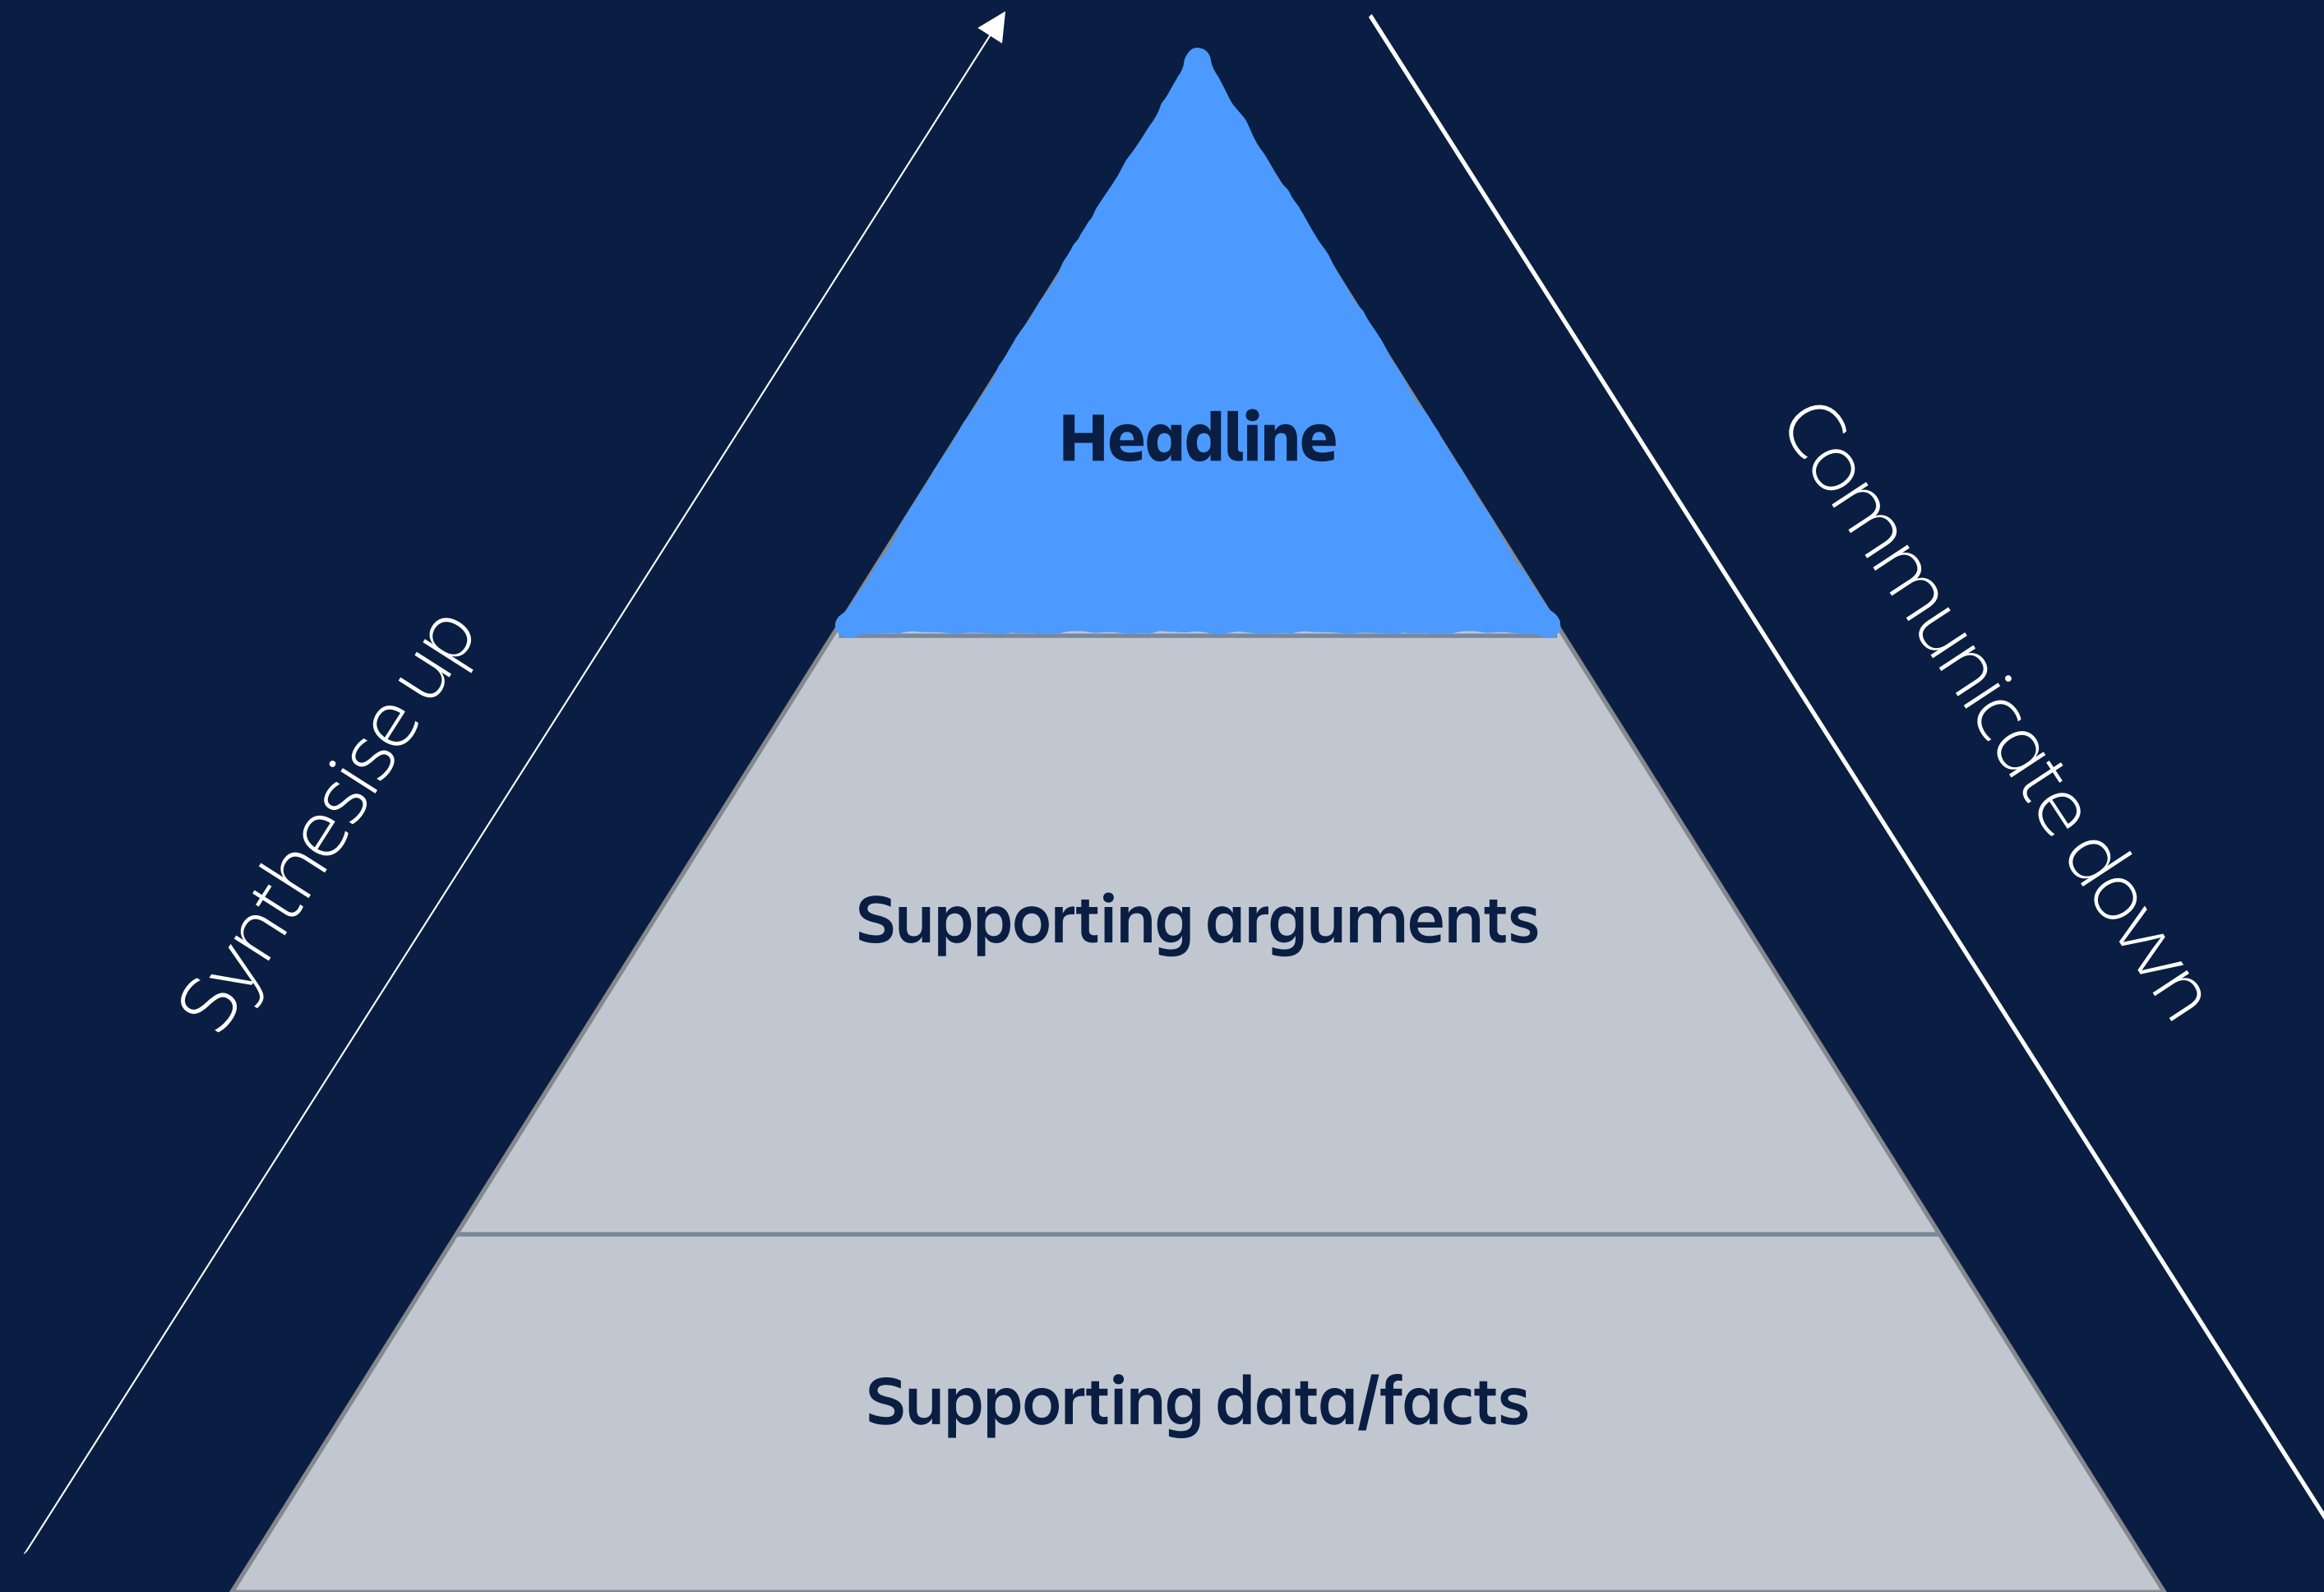 Headline
Synthesise up
Communicate down
Supporting arguments
Supporting data/facts